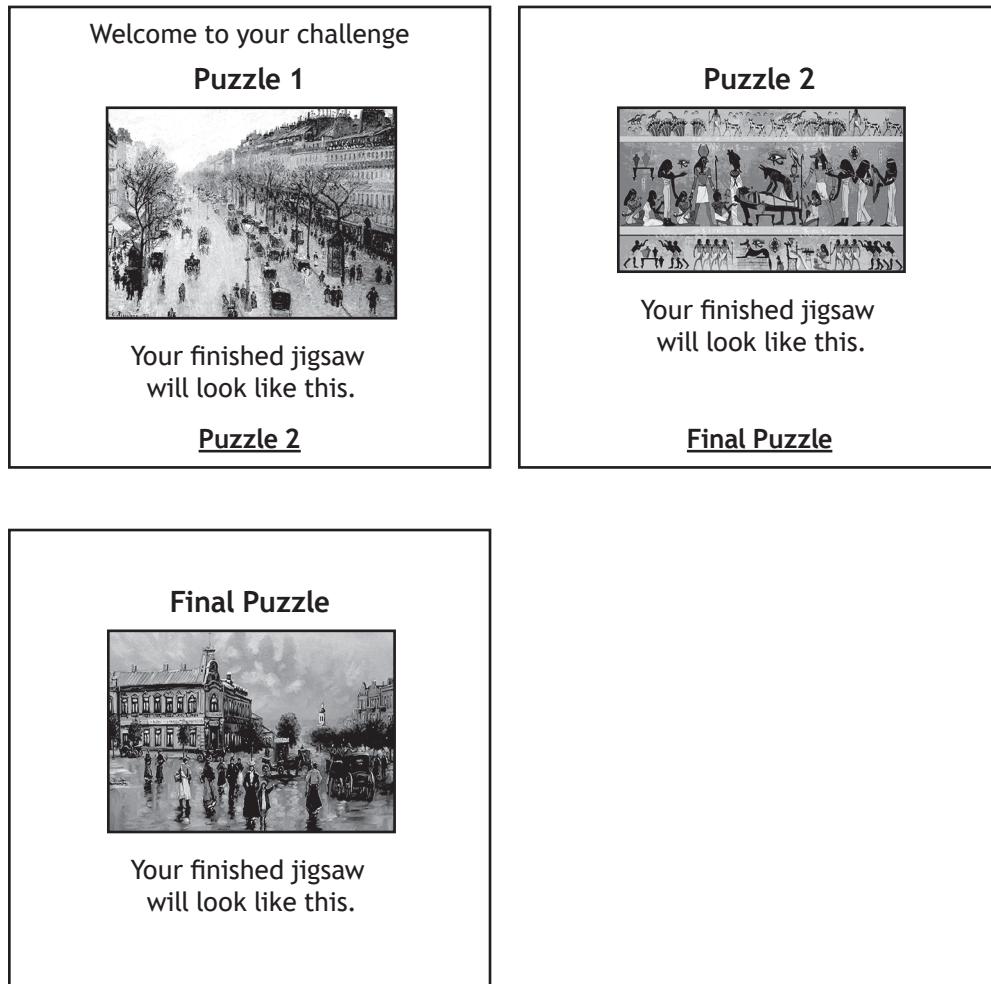 Welcome to your challenge
Puzzle 1
Your finished jigsaw
will look like this.
Puzzle 2
Puzzle 2
Your finished jigsaw
will look like this.
Final Puzzle
Final Puzzle
Your finished jigsaw
will look like this.